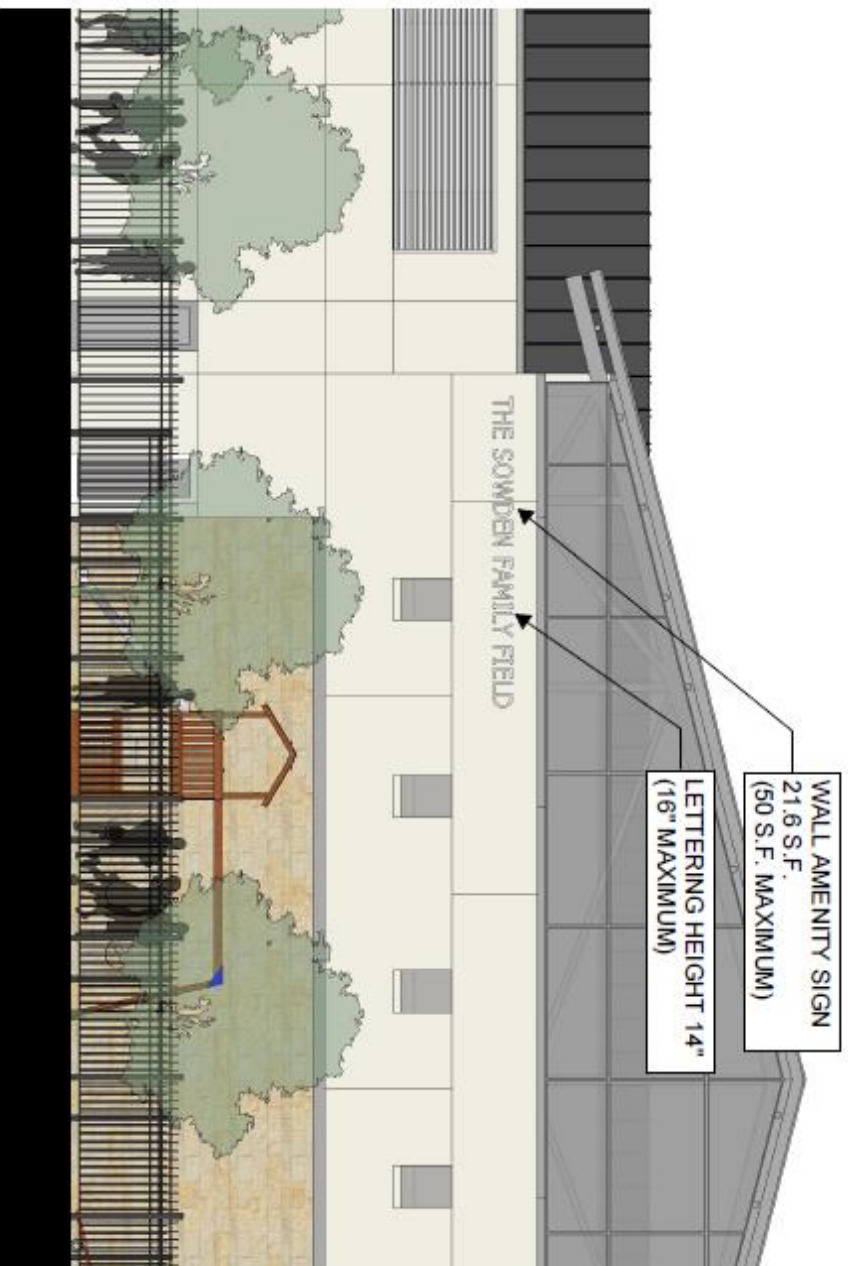 WALL AMENITY SIGN
21.6 S.F.
(50 S.F. MAXIMUM)
LETTERING HEIGHT 14"
(16" MAXIMUM)
THE SOWDEN FAMILY FIELD